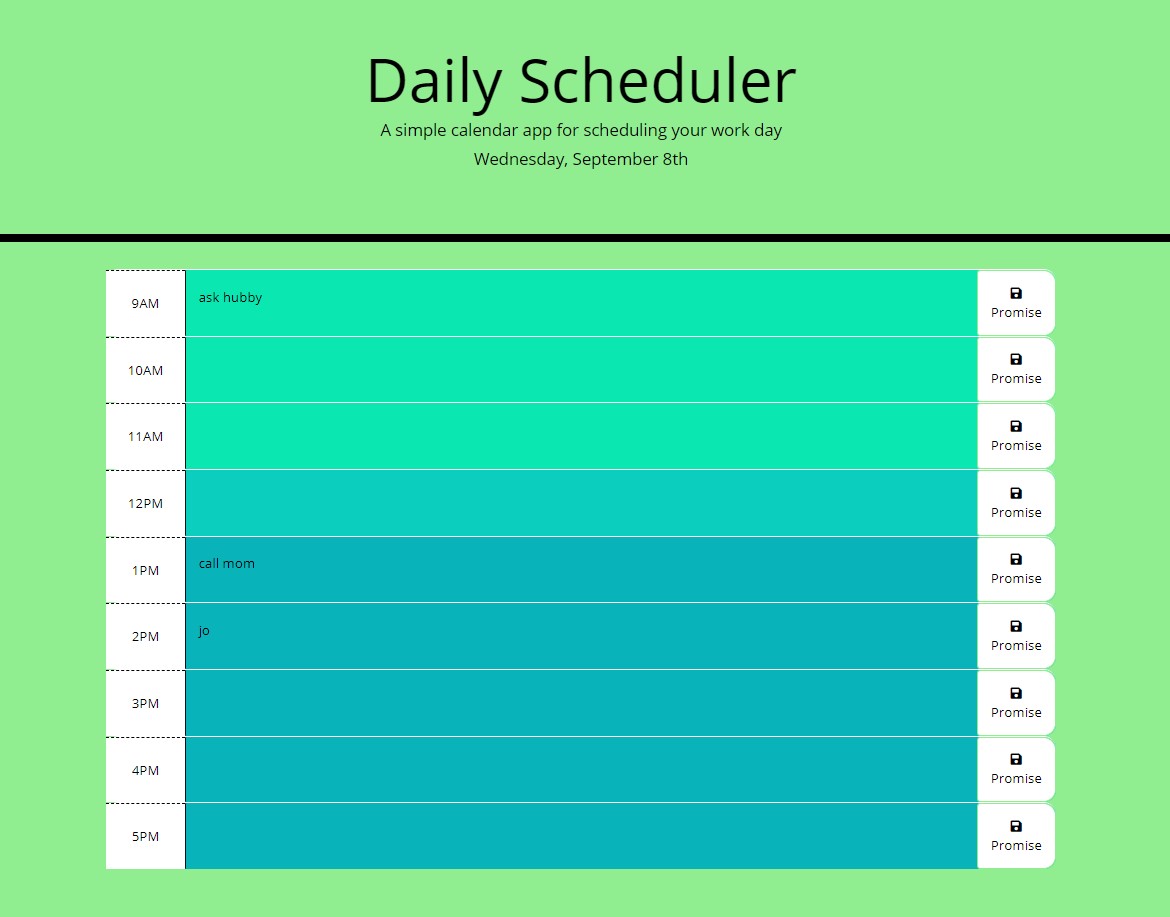 Daily Scheduler
A simple calendar app for scheduling your work day
Wednesday, September 8th
9AM
ask hubby
Promise
10AM
Promise
11AM
Promise
12PM
Promise
1PM
call mom
Promise
2PM
jo
Promise
3PM
Promise
4PM
Promise
5PM
Promise